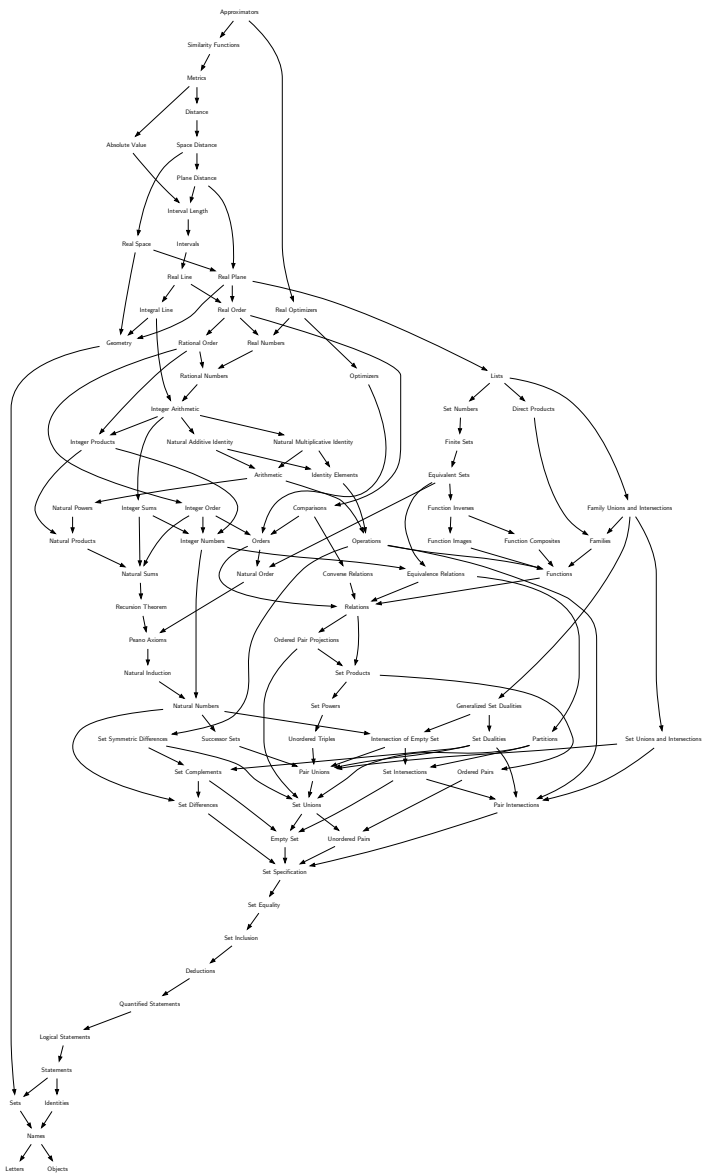 Approximators
Similarity Functions
Metrics
Distance
Absolute Value
Space Distance
Plane Distance
Interval Length
Real Space
Intervals
Real Line
Real Plane
Integral Line
Real Order
Real Optimizers
Geometry
Rational Order
Real Numbers
Rational Numbers
Optimizers
Lists
Integer Arithmetic
Set Numbers
Direct Products
Integer Products
Natural Additive Identity
Natural Multiplicative Identity
Finite Sets
Arithmetic
Identity Elements
Equivalent Sets
Natural Powers
Integer Sums
Integer Order
Comparisons
Function Inverses
Family Unions and Intersections
Natural Products
Integer Numbers
Orders
Operations
Function Images
Function Composites
Families
Natural Sums
Natural Order
Converse Relations
Equivalence Relations
Functions
Recursion Theorem
Relations
Peano Axioms
Ordered Pair Projections
Natural Induction
Set Products
Natural Numbers
Set Powers
Generalized Set Dualities
Set Symmetric Differences
Successor Sets
Unordered Triples
Intersection of Empty Set
Set Dualities
Partitions
Set Unions and Intersections
Set Complements
Pair Unions
Set Intersections
Ordered Pairs
Set Differences
Set Unions
Pair Intersections
Empty Set
Unordered Pairs
Set Specification
Set Equality
Set Inclusion
Deductions
Quantified Statements
Logical Statements
Statements
Sets
Identities
Names
Letters
Objects